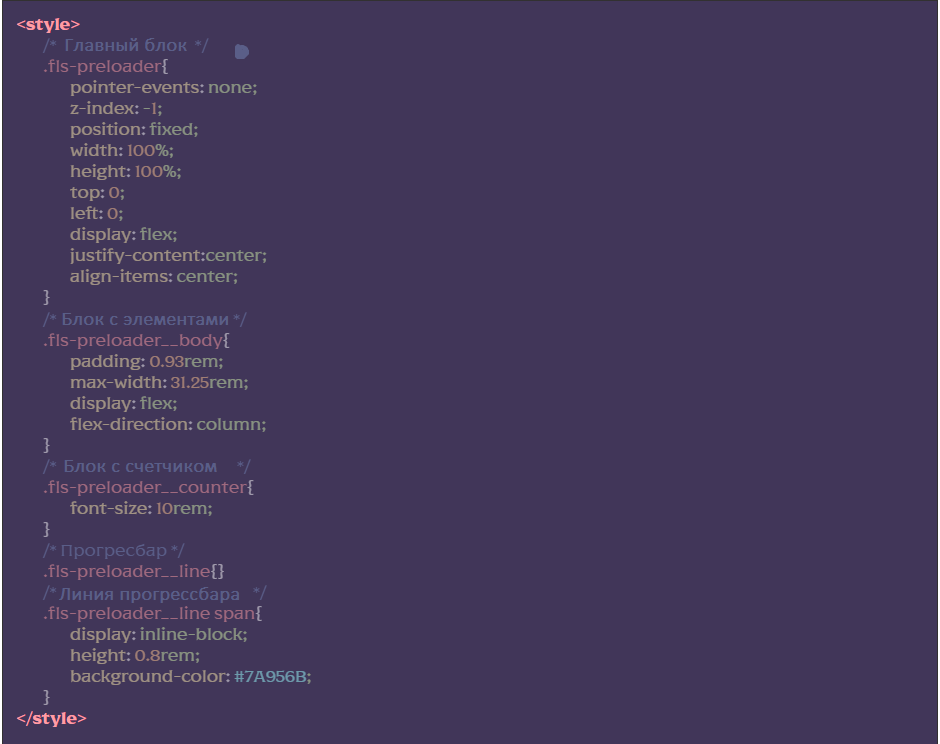 <style>
/* Главный блок */
.fls-preloader{
pointer-events: none;
z-index: -1;
position: fixed;
width: 100%;
height: 100%;
top: 0;
left: 0;
display: flex;
justify-content:center;
align-items: center;
}
/* Блок с элементами */
.fls-preloader__body{
padding: 0.93rem;
max-width: 31.25rem;
display: flex;
flex-direction: column;
}
/* Блок с счетчиком */
.fls-preloader__counter{
font-size: 10rem;
}
/* Прогресбар */
.fls-preloader__line{}
/*Линия прогрессбара */
.fls-preloader__line span{
display: inline-block;
height: 0.8rem;
background-color: #7A956B;
}
</style>